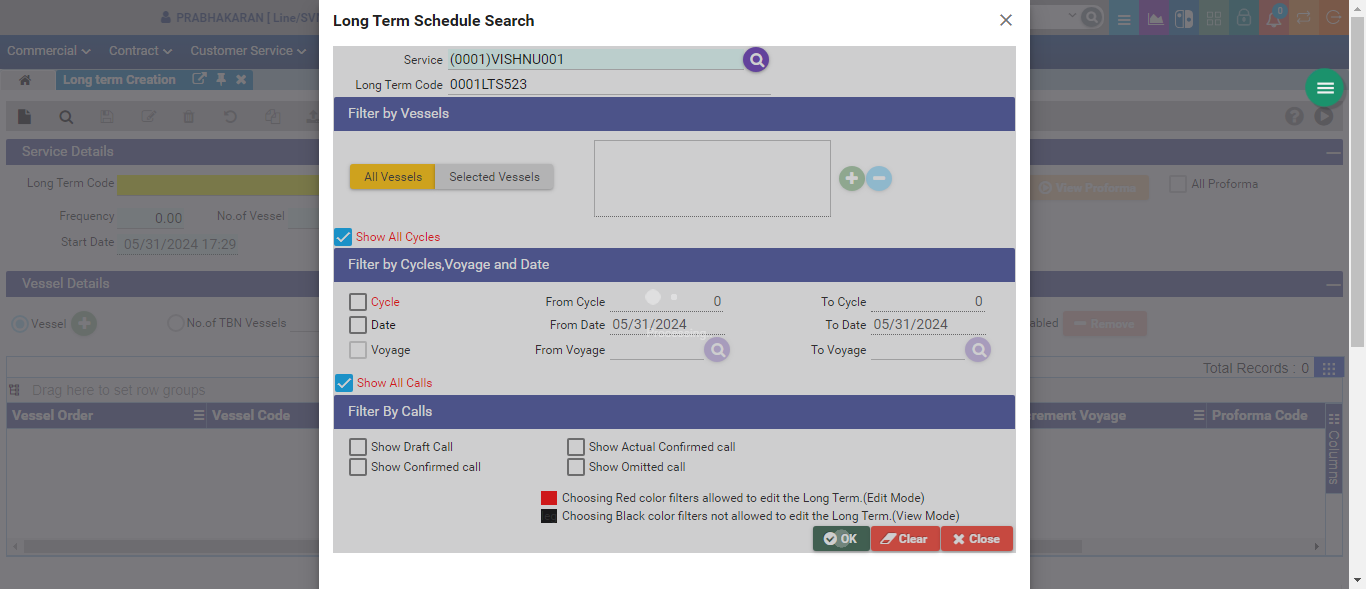 PRABHAKARAN | Line/SVN
Long Term Schedule Search
Commercial
Contract
Customer Service
Service (0001)VISHNU001
Long Term Code 0001LTS523
Long term Creation
Filter by Vessels
Service Details
All Vessels Selected Vessels
Long Term Code
View Proforma
All Proforma
Frequency 0.00 No.of Vessel
Start Date 05/31/2024 17:29
Show All Cycles
Filter by Cycles,Voyage and Date
Vessel Details
Cycle From Cycle 0 To Cycle 0
Vessel No.of TBN Vessels
Date From Date 05/31/2024 To Date 05/31/2024
abled Remove
Voyage From Voyage To Voyage
Total Records : 0
Show All Calls
Drag here to set row groups
Filter By Calls
Vessel Order Vessel Code
rement Voyage Proforma Code
Columns
Show Draft Call Show Actual Confirmed call
Show Confirmed call Show Omitted call
Choosing Red color filters allowed to edit the Long Term.(Edit Mode)
Choosing Black color filters not allowed to edit the Long Term.(View Mode)
OK Clear Close